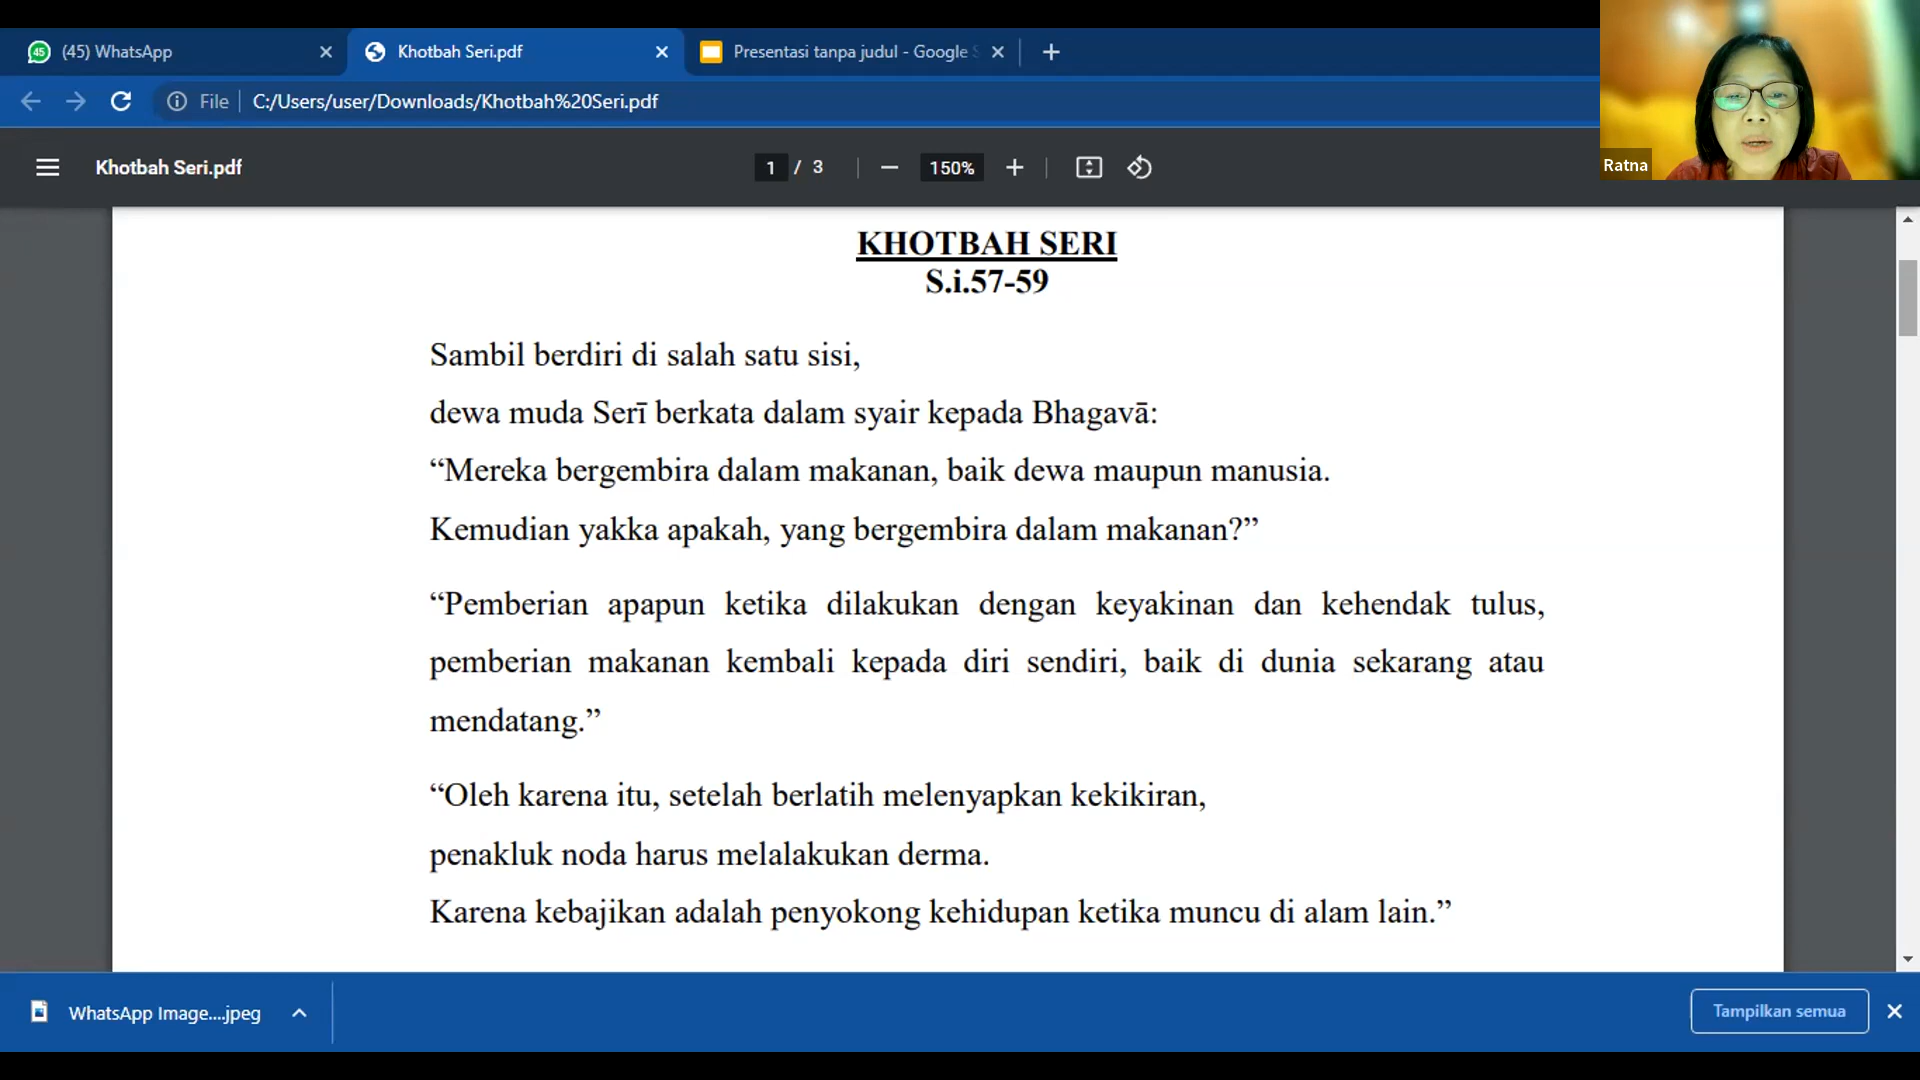 45
(45) WhatsApp
Khotbah Seri.pdf
Presentasi tanpa judul - Google
File
C:/Users/user/Downloads/Khotbah%20Seri.pdf
Khotbah Seri.pdf
1 / 3
150%
Ratna
KHOTBAH SERI
S.i.57-59
Sambil berdiri di salah satu sisi,
dewa muda Serī berkata dalam syair kepada Bhagavā:
“Mereka bergembira dalam makanan, baik dewa maupun manusia.
Kemudian yakka apakah, yang bergembira dalam makanan?”
“Pemberian apapun ketika dilakukan dengan keyakinan dan kehendak tulus,
pemberian makanan kembali kepada diri sendiri, baik di dunia sekarang atau
mendatang.”
“Oleh karena itu, setelah berlatih melenyapkan kekikiran,
penakluk noda harus melalakukan derma.
Karena kebajikan adalah penyokong kehidupan ketika muncu di alam lain.”
WhatsApp Image....jpeg
Tampilkan semua